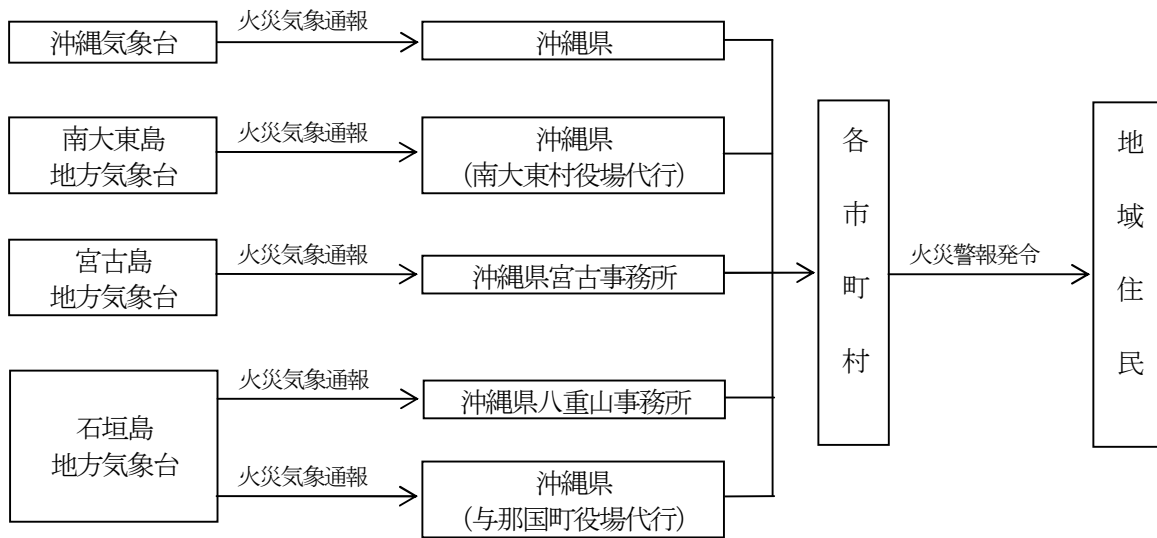 沖縄気象台
火災気象通報
沖縄県
南大東島
地方気象台
火災気象通報
沖縄県
(南大東村役場代行)
宮古島
地方気象台
火災気象通報
沖縄県宮古事務所
石垣島
地方気象台
火災気象通報
沖縄県八重山事務所
火災気象通報
沖縄県
(与那国町役場代行)
各市町村
火災警報発令
地域住民